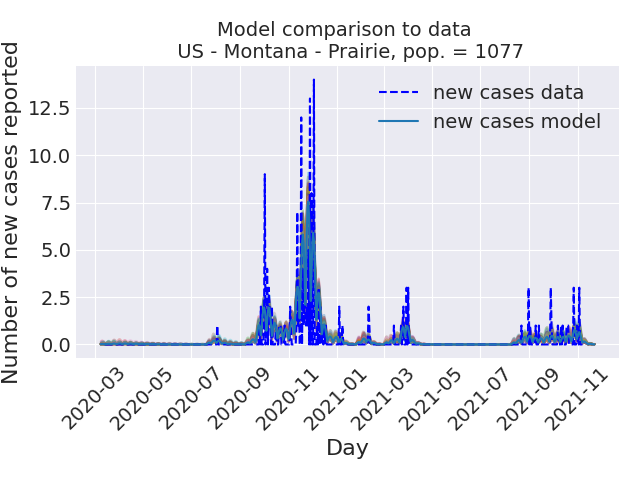 Model comparison to data
US - Montana - Prairie, pop. = 1077
Number of new cases reported
12.5
10.0
7.5
5.0
2.5
0.0
new cases data
new cases model
2020-03
2020-05
2020-07
2020-09
2020-11
2021-01
2021-03
2021-05
2021-07
2021-09
2021-11
Day